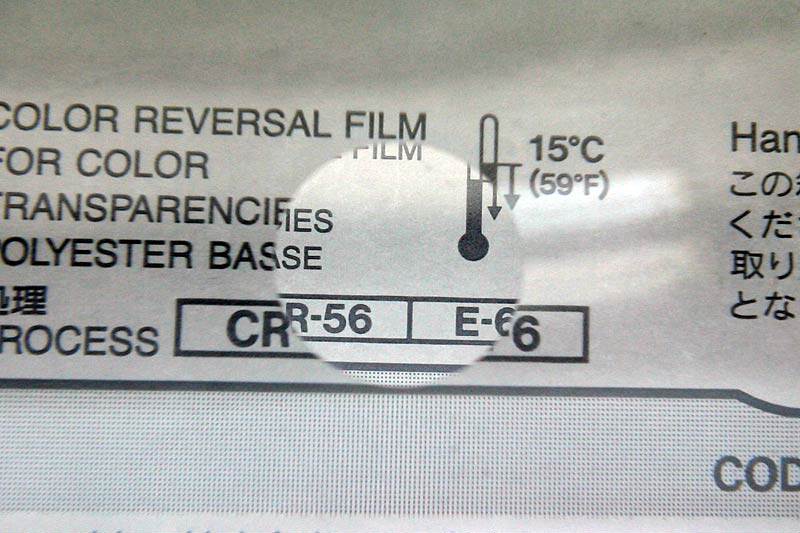 COLOR REVERSAL FILM
FOR COLOR
TRANSPARENCIES
POLYESTER BASE
処理
PROCESS
CR-56 E-6
15°C
(59°F)
Han
この
くだ
取り
とな
COD